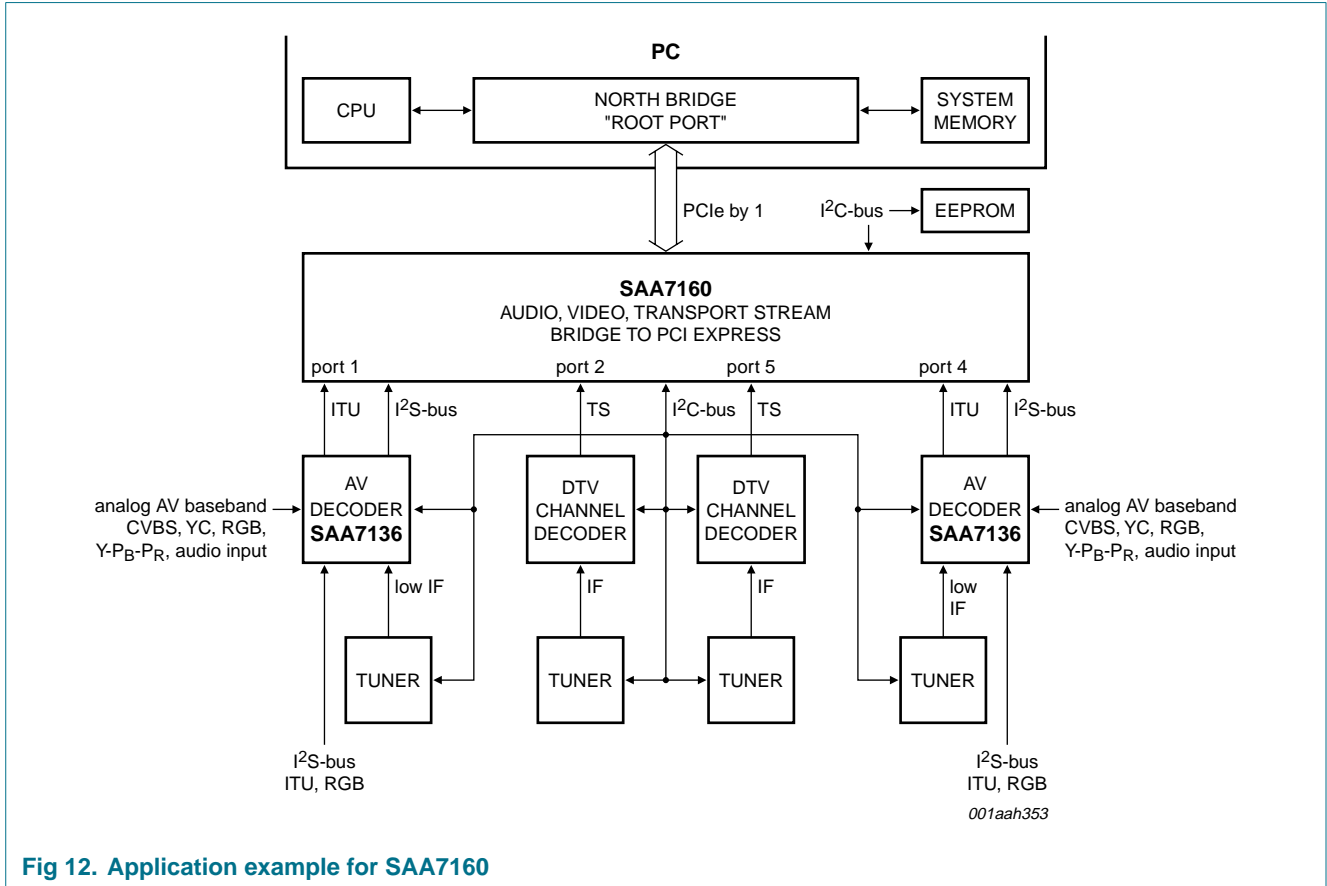 PC
CPU
NORTH BRIDGE
"ROOT PORT"
SYSTEM
MEMORY
PCIe by 1
I2C-bus
EEPROM
SAA7160
AUDIO, VIDEO, TRANSPORT STREAM
BRIDGE TO PCI EXPRESS
port 1
port 2
port 5
port 4
ITU
I2S-bus
TS
I2C-bus
TS
ITU
I2S-bus
analog AV baseband
CVBS, YC, RGB,
Y-PB-PR, audio input
AV
DECODER
SAA7136
DTV
CHANNEL
DECODER
DTV
CHANNEL
DECODER
AV
DECODER
SAA7136
analog AV baseband
CVBS, YC, RGB,
Y-PB-PR, audio input
low IF
IF
IF
low
IF
TUNER
TUNER
TUNER
TUNER
I2S-bus
ITU, RGB
I2S-bus
ITU, RGB
001aah353
Fig 12. Application example for SAA7160